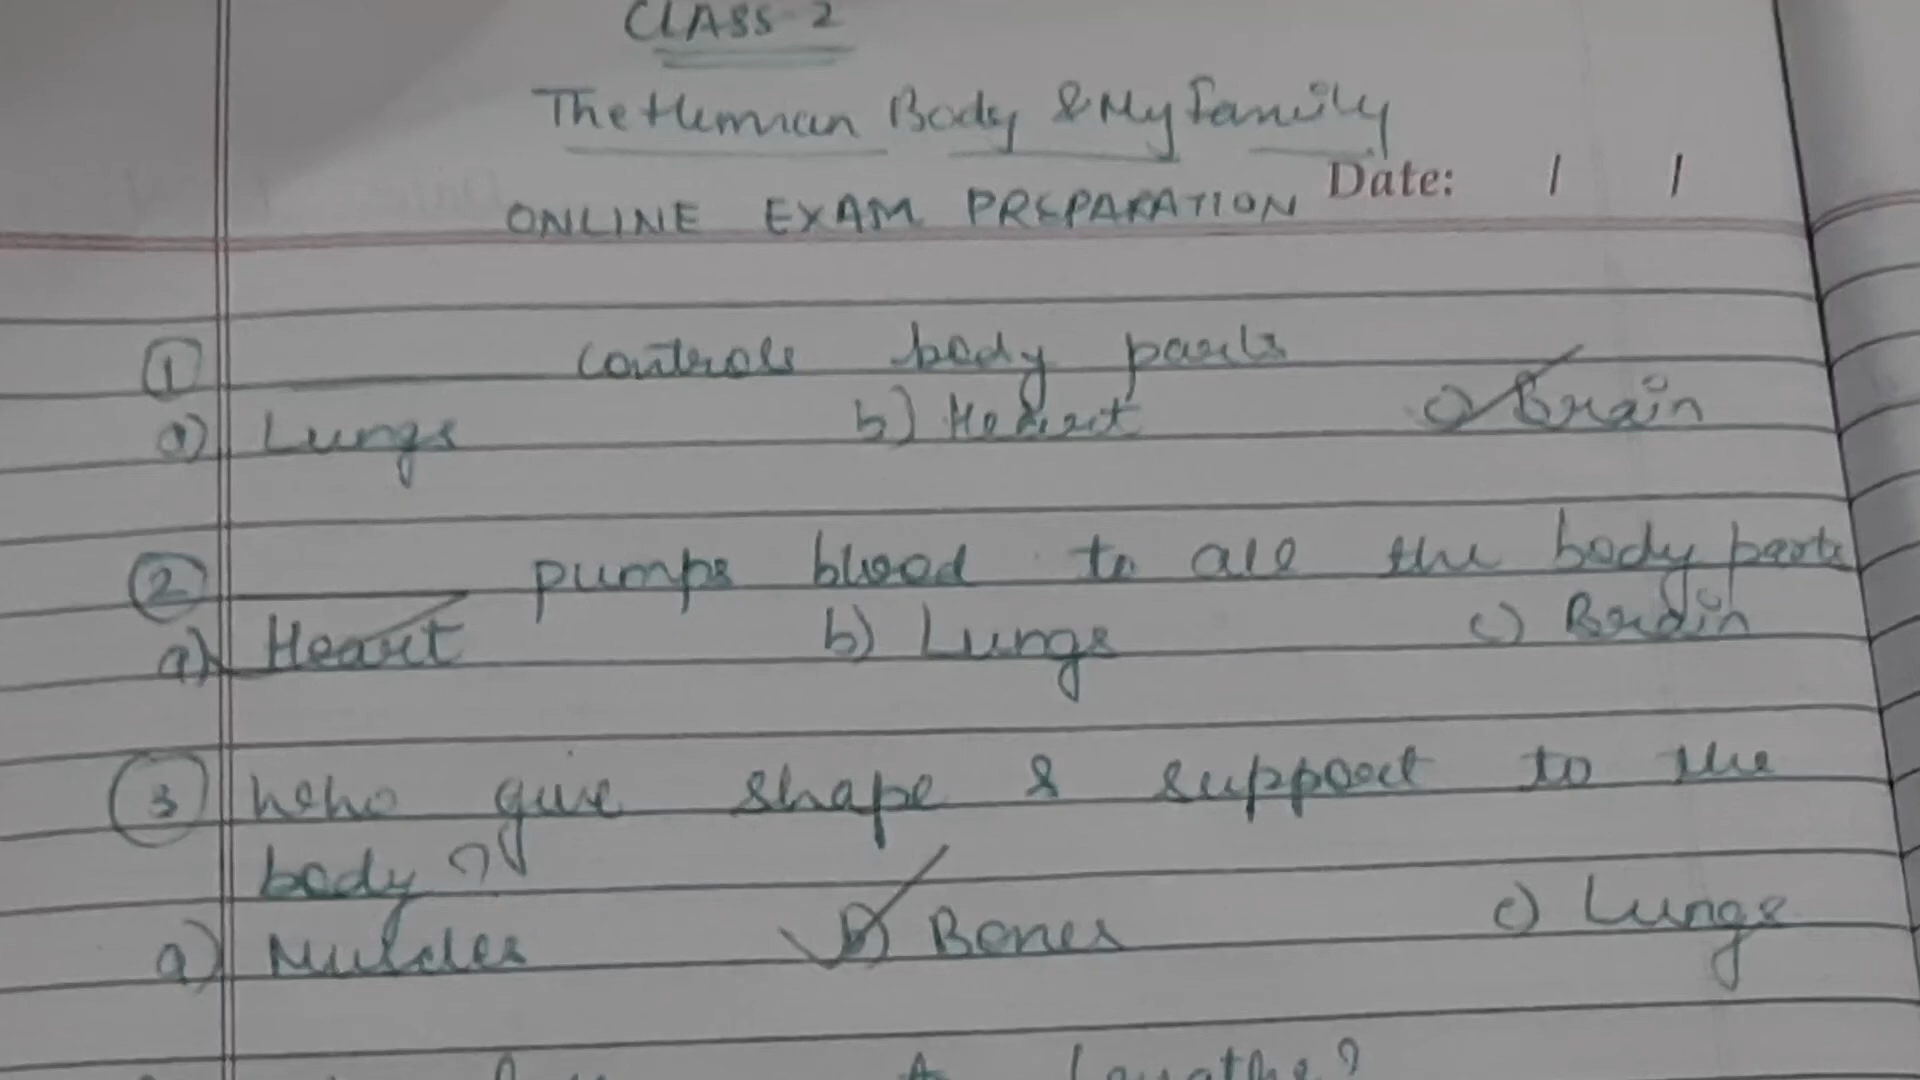 CLASS-2
The Human Body & My Family
ONLINE EXAM PREPARATION Date: / /
① controls body parts
a) Lungs b) Heart c) Brain
② pumps blood to all the body parts
a) Heart b) Lungs c) Brain
③ Who give shape & support to the
body ?
a) Muscles b) Bones c) Lungs